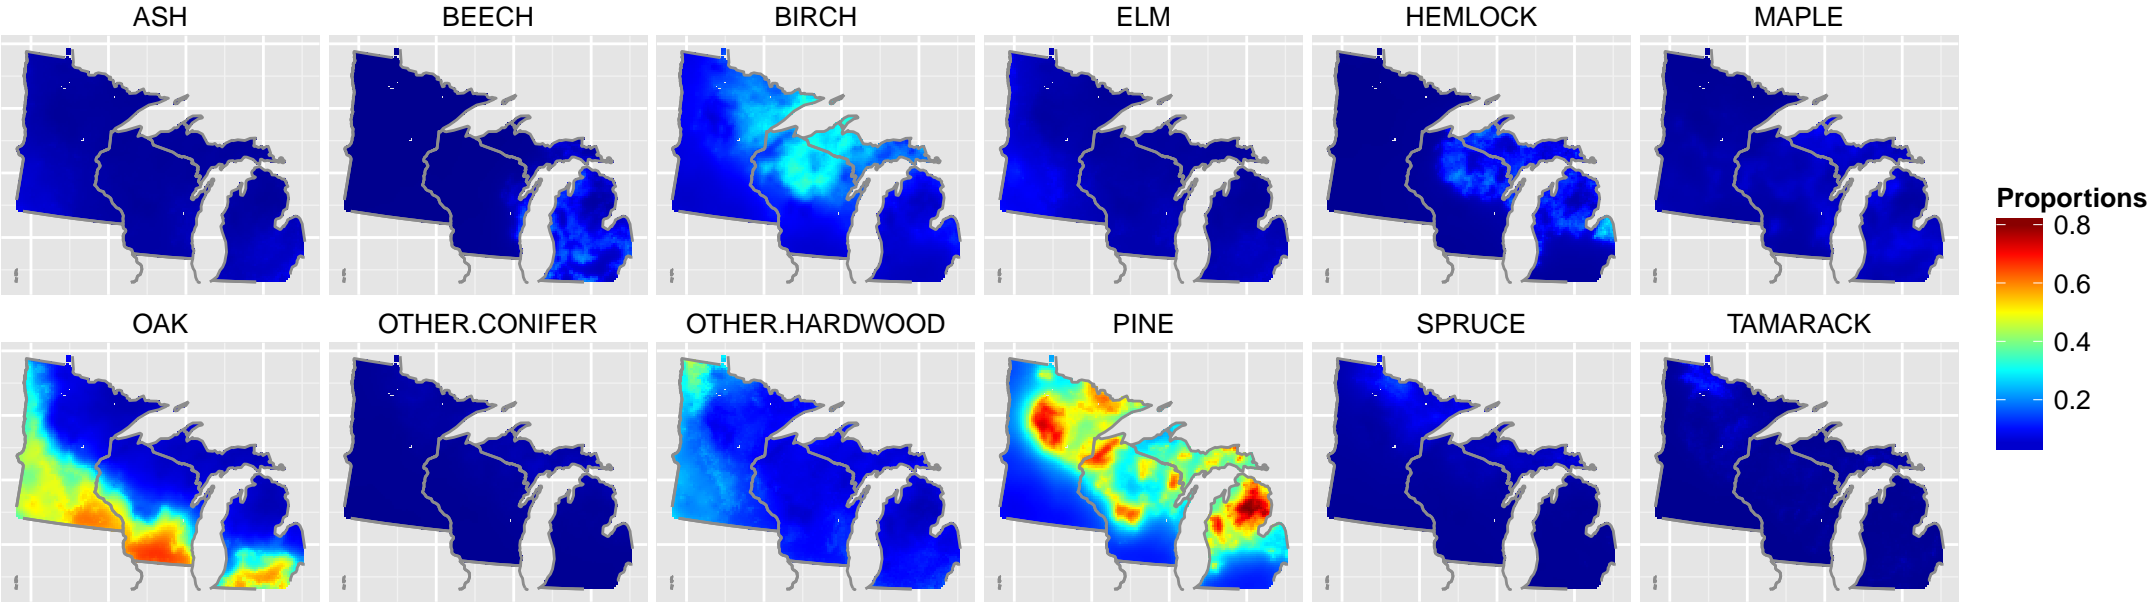 ASH BEECH BIRCH ELM HEMLOCK MAPLE
Proportions
0.8
0.6
0.4
0.2
OAK OTHER.CONIFER OTHER.HARDWOOD PINE SPRUCE TAMARACK